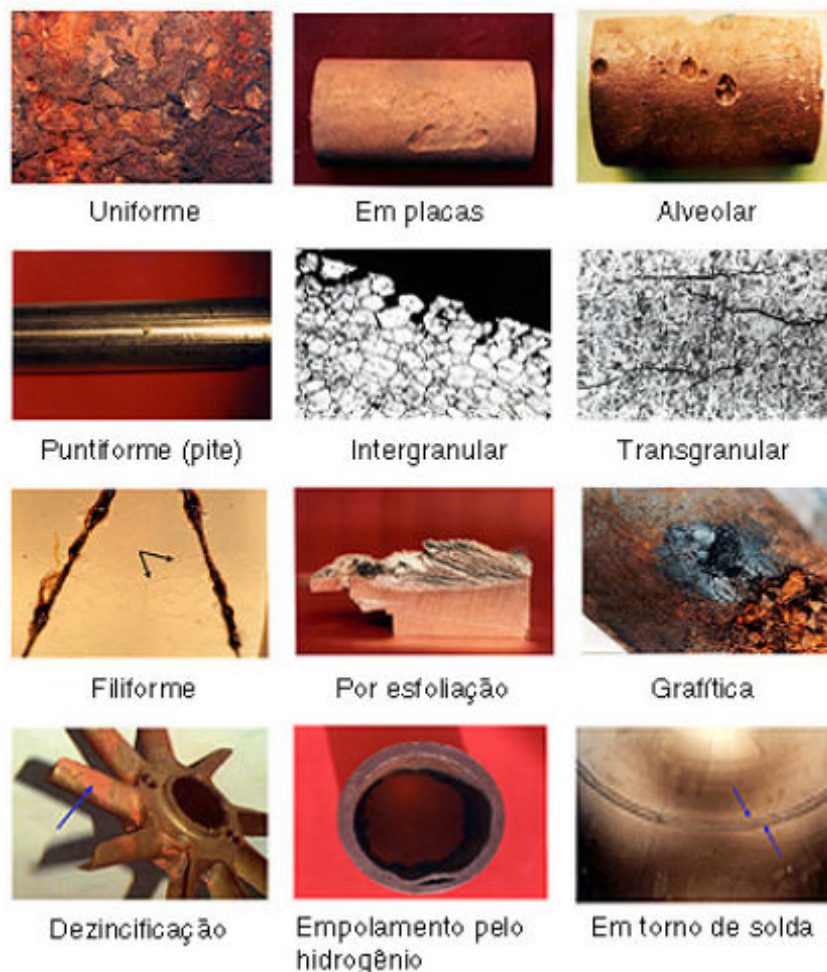 Uniforme
Em placas
Alveolar
Puntiforme (pite)
Intergranular
Transgranular
Filiforme
Por esfoliação
Grafítica
Dezincificação
Empolamento pelo
hidrogênio
Em torno de solda